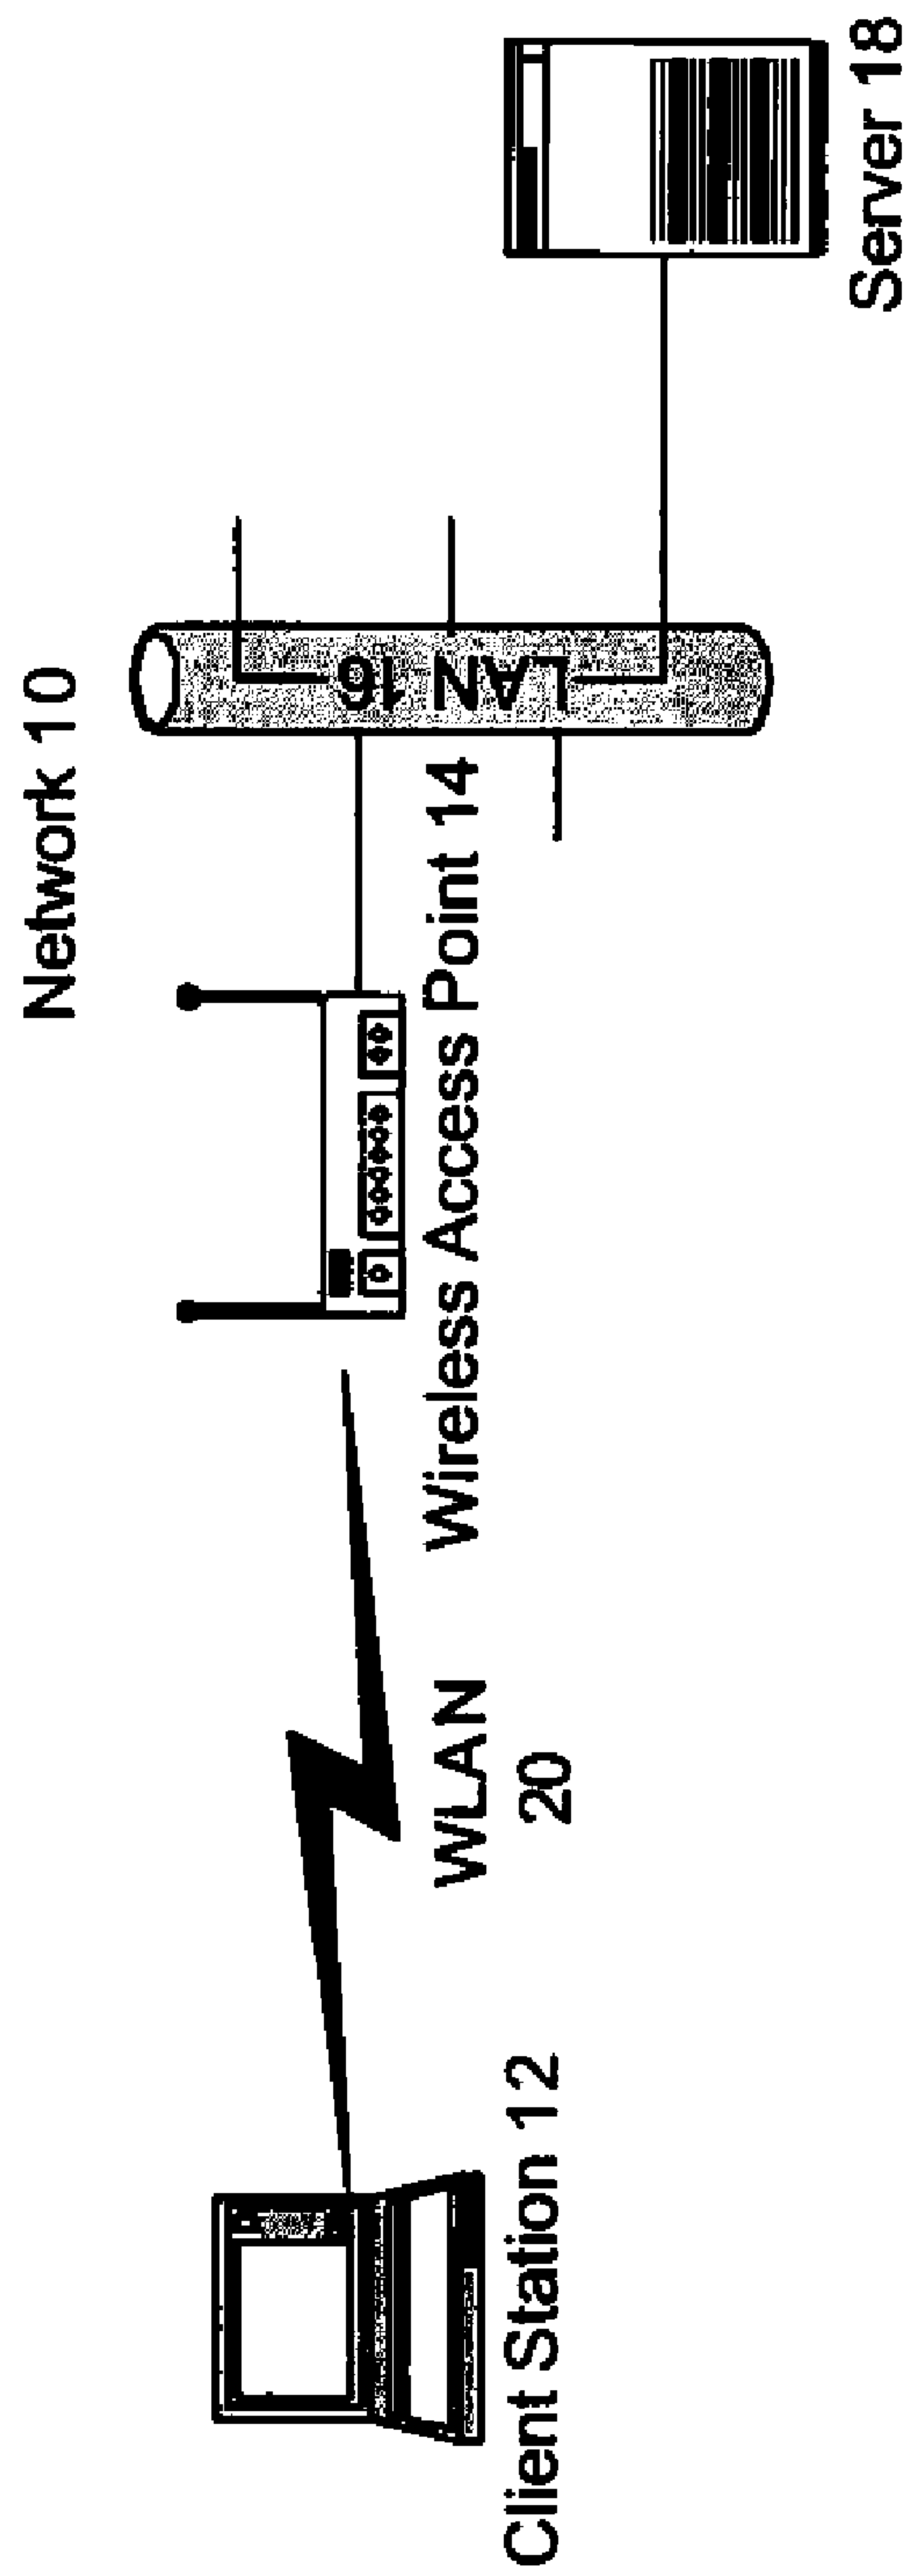 Network 10
Client Station 12
WLAN
20
Wireless Access Point 14
LAN 16
Server 18